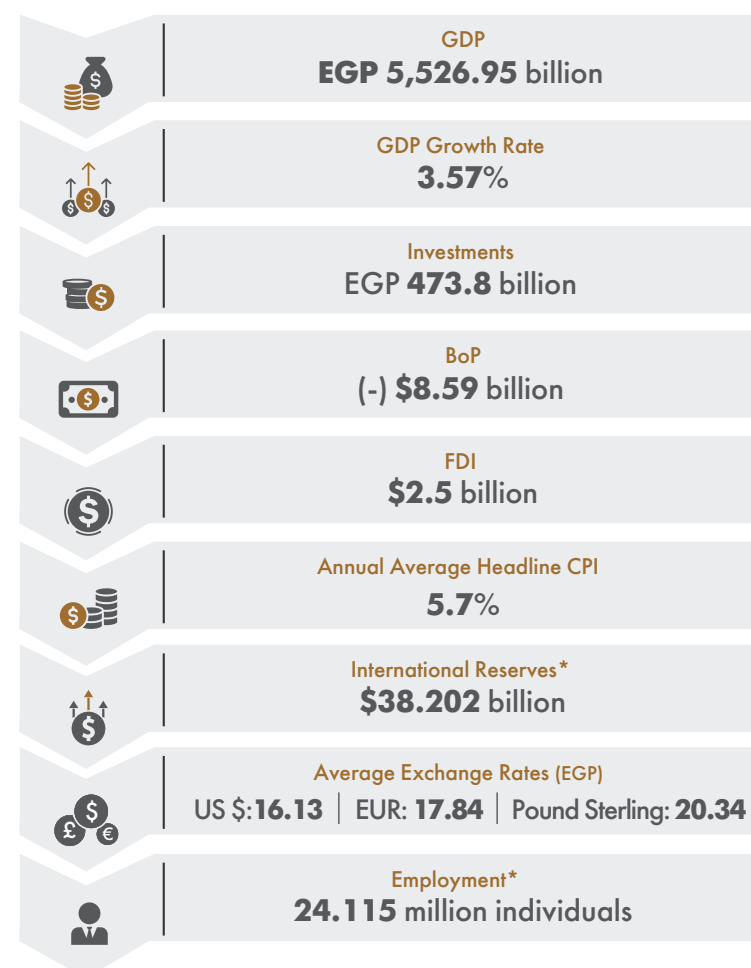 GDP
EGP 5,526.95 billion
GDP Growth Rate
3.57%
Investments
EGP 473.8 billion
BoP
(-) $8.59 billion
FDI
$2.5 billion
Annual Average Headline CPI
5.7%
International Reserves*
$38.202 billion
Average Exchange Rates (EGP)
US $:16.13 | EUR: 17.84 | Pound Sterling: 20.34
Employment*
24.115 million individuals